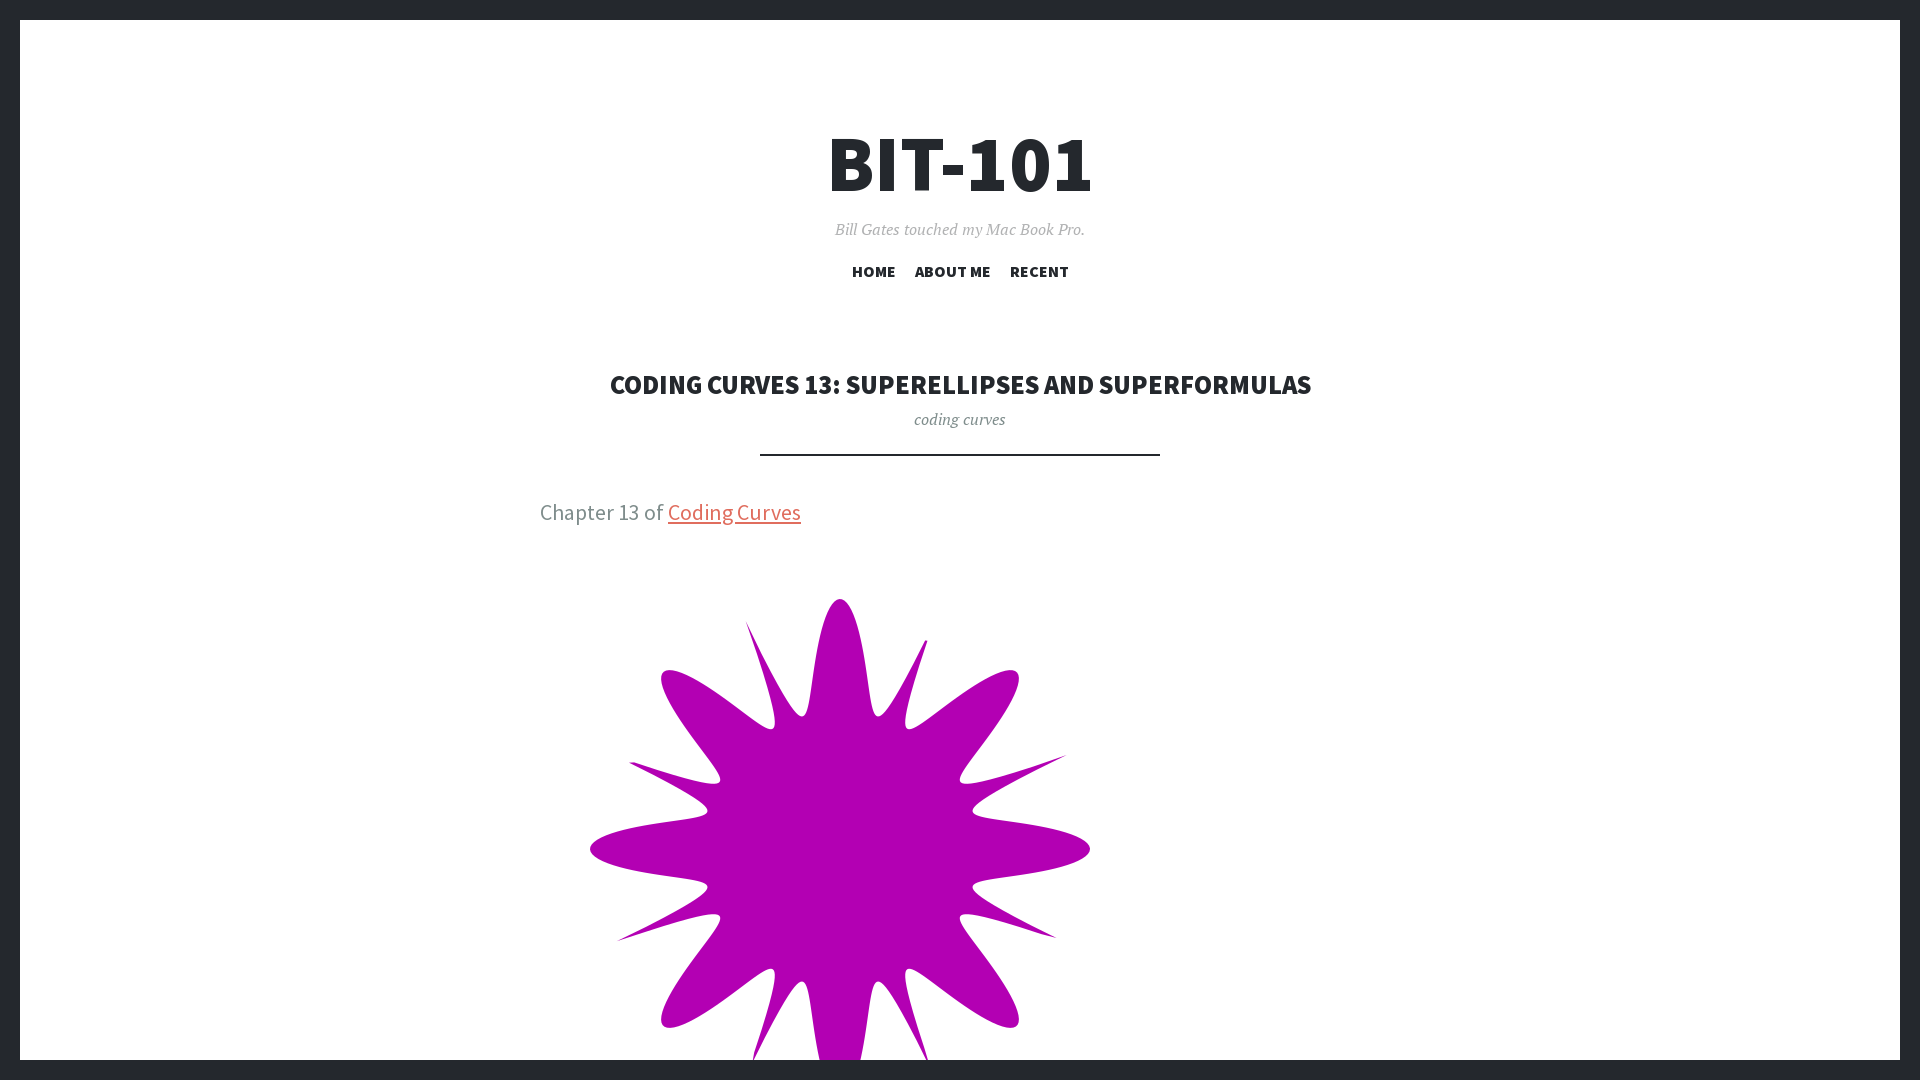 BIT-101
Bill Gates touched my Mac Book Pro.
HOME ABOUT ME RECENT
CODING CURVES 13: SUPERELLIPSES AND SUPERFORMULAS
coding curves
Chapter 13 of Coding Curves